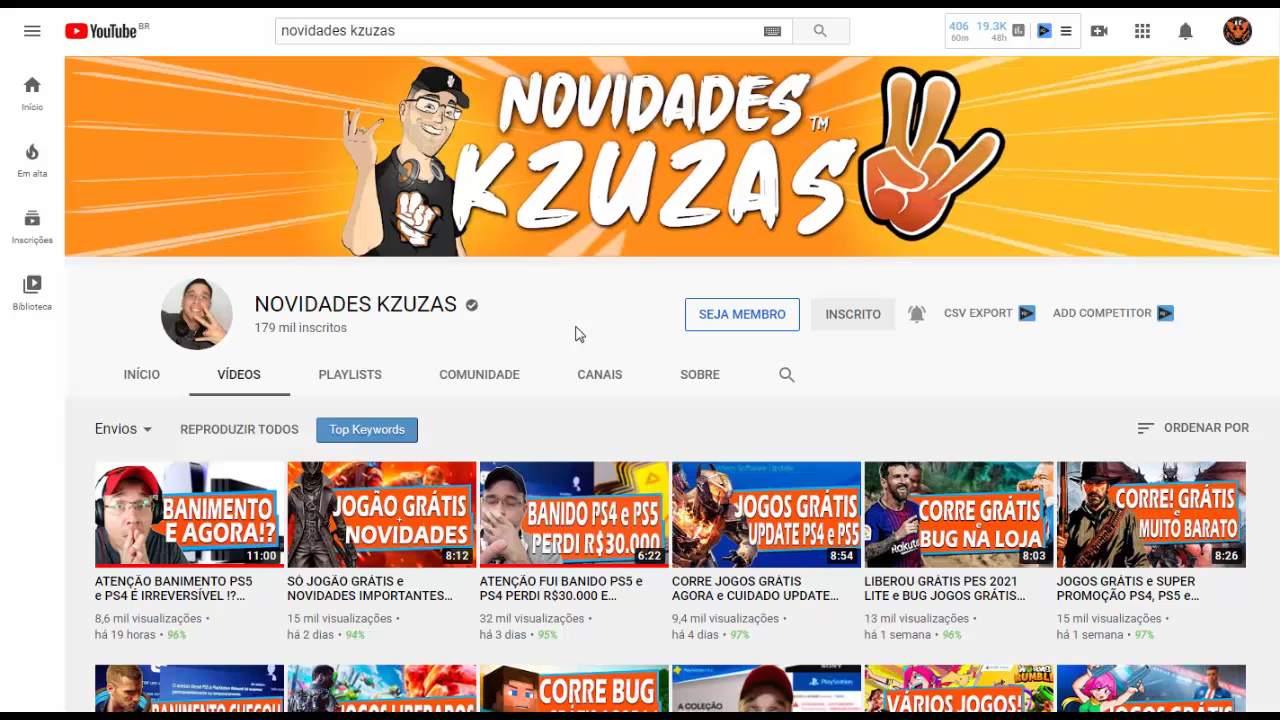 YouTube BR
novidades kzuzas
406 19.3K
60m 48h
Início
Em alta
Inscrições
Biblioteca
NOVIDADES TM
KZUZAS
NOVIDADES KZUZAS
179 mil inscritos
SEJA MEMBRO
INSCRITO
CSV EXPORT
ADD COMPETITOR
INÍCIO
VÍDEOS
PLAYLISTS
COMUNIDADE
CANAIS
SOBRE
Envios
REPRODUZIR TODOS
Top Keywords
ORDENAR POR
BANIMENTO
E AGORA!?
11:00
ATENÇÃO BANIMENTO PS5
e PS4 É IRREVERSÍVEL !?...
8,6 mil visualizações •
há 19 horas • 96%
JOGÃO GRÁTIS
+
NOVIDADES
8:12
SÓ JOGÃO GRÁTIS e
NOVIDADES IMPORTANTES...
15 mil visualizações •
há 2 dias • 94%
BANIDO PS4 e PS5
PERDI R$30.000
6:22
ATENÇÃO FUI BANIDO PS5 e
PS4 PERDI R$30.000 E...
32 mil visualizações •
há 3 dias • 95%
JOGOS GRÁTIS
UPDATE PS4 e PS5
8:54
CORRE JOGOS GRÁTIS
AGORA e CUIDADO UPDATE...
9,4 mil visualizações •
há 4 dias • 97%
Rakuten
CORRE GRÁTIS
e
BUG NA LOJA
8:03
LIBEROU GRÁTIS PES 2021
LITE e BUG JOGOS GRÁTIS...
13 mil visualizações •
há 1 semana • 96%
CORRE! GRÁTIS
e
MUITO BARATO
8:26
JOGOS GRÁTIS e SUPER
PROMOÇÃO PS4, PS5 e...
15 mil visualizações •
há 1 semana • 97%
BANIMENTO CHEGOU
JOGOS LIBERADOS
CORRE BUG
A COLEÇÃO
PlayStation
VÁRIOS JOGOS!